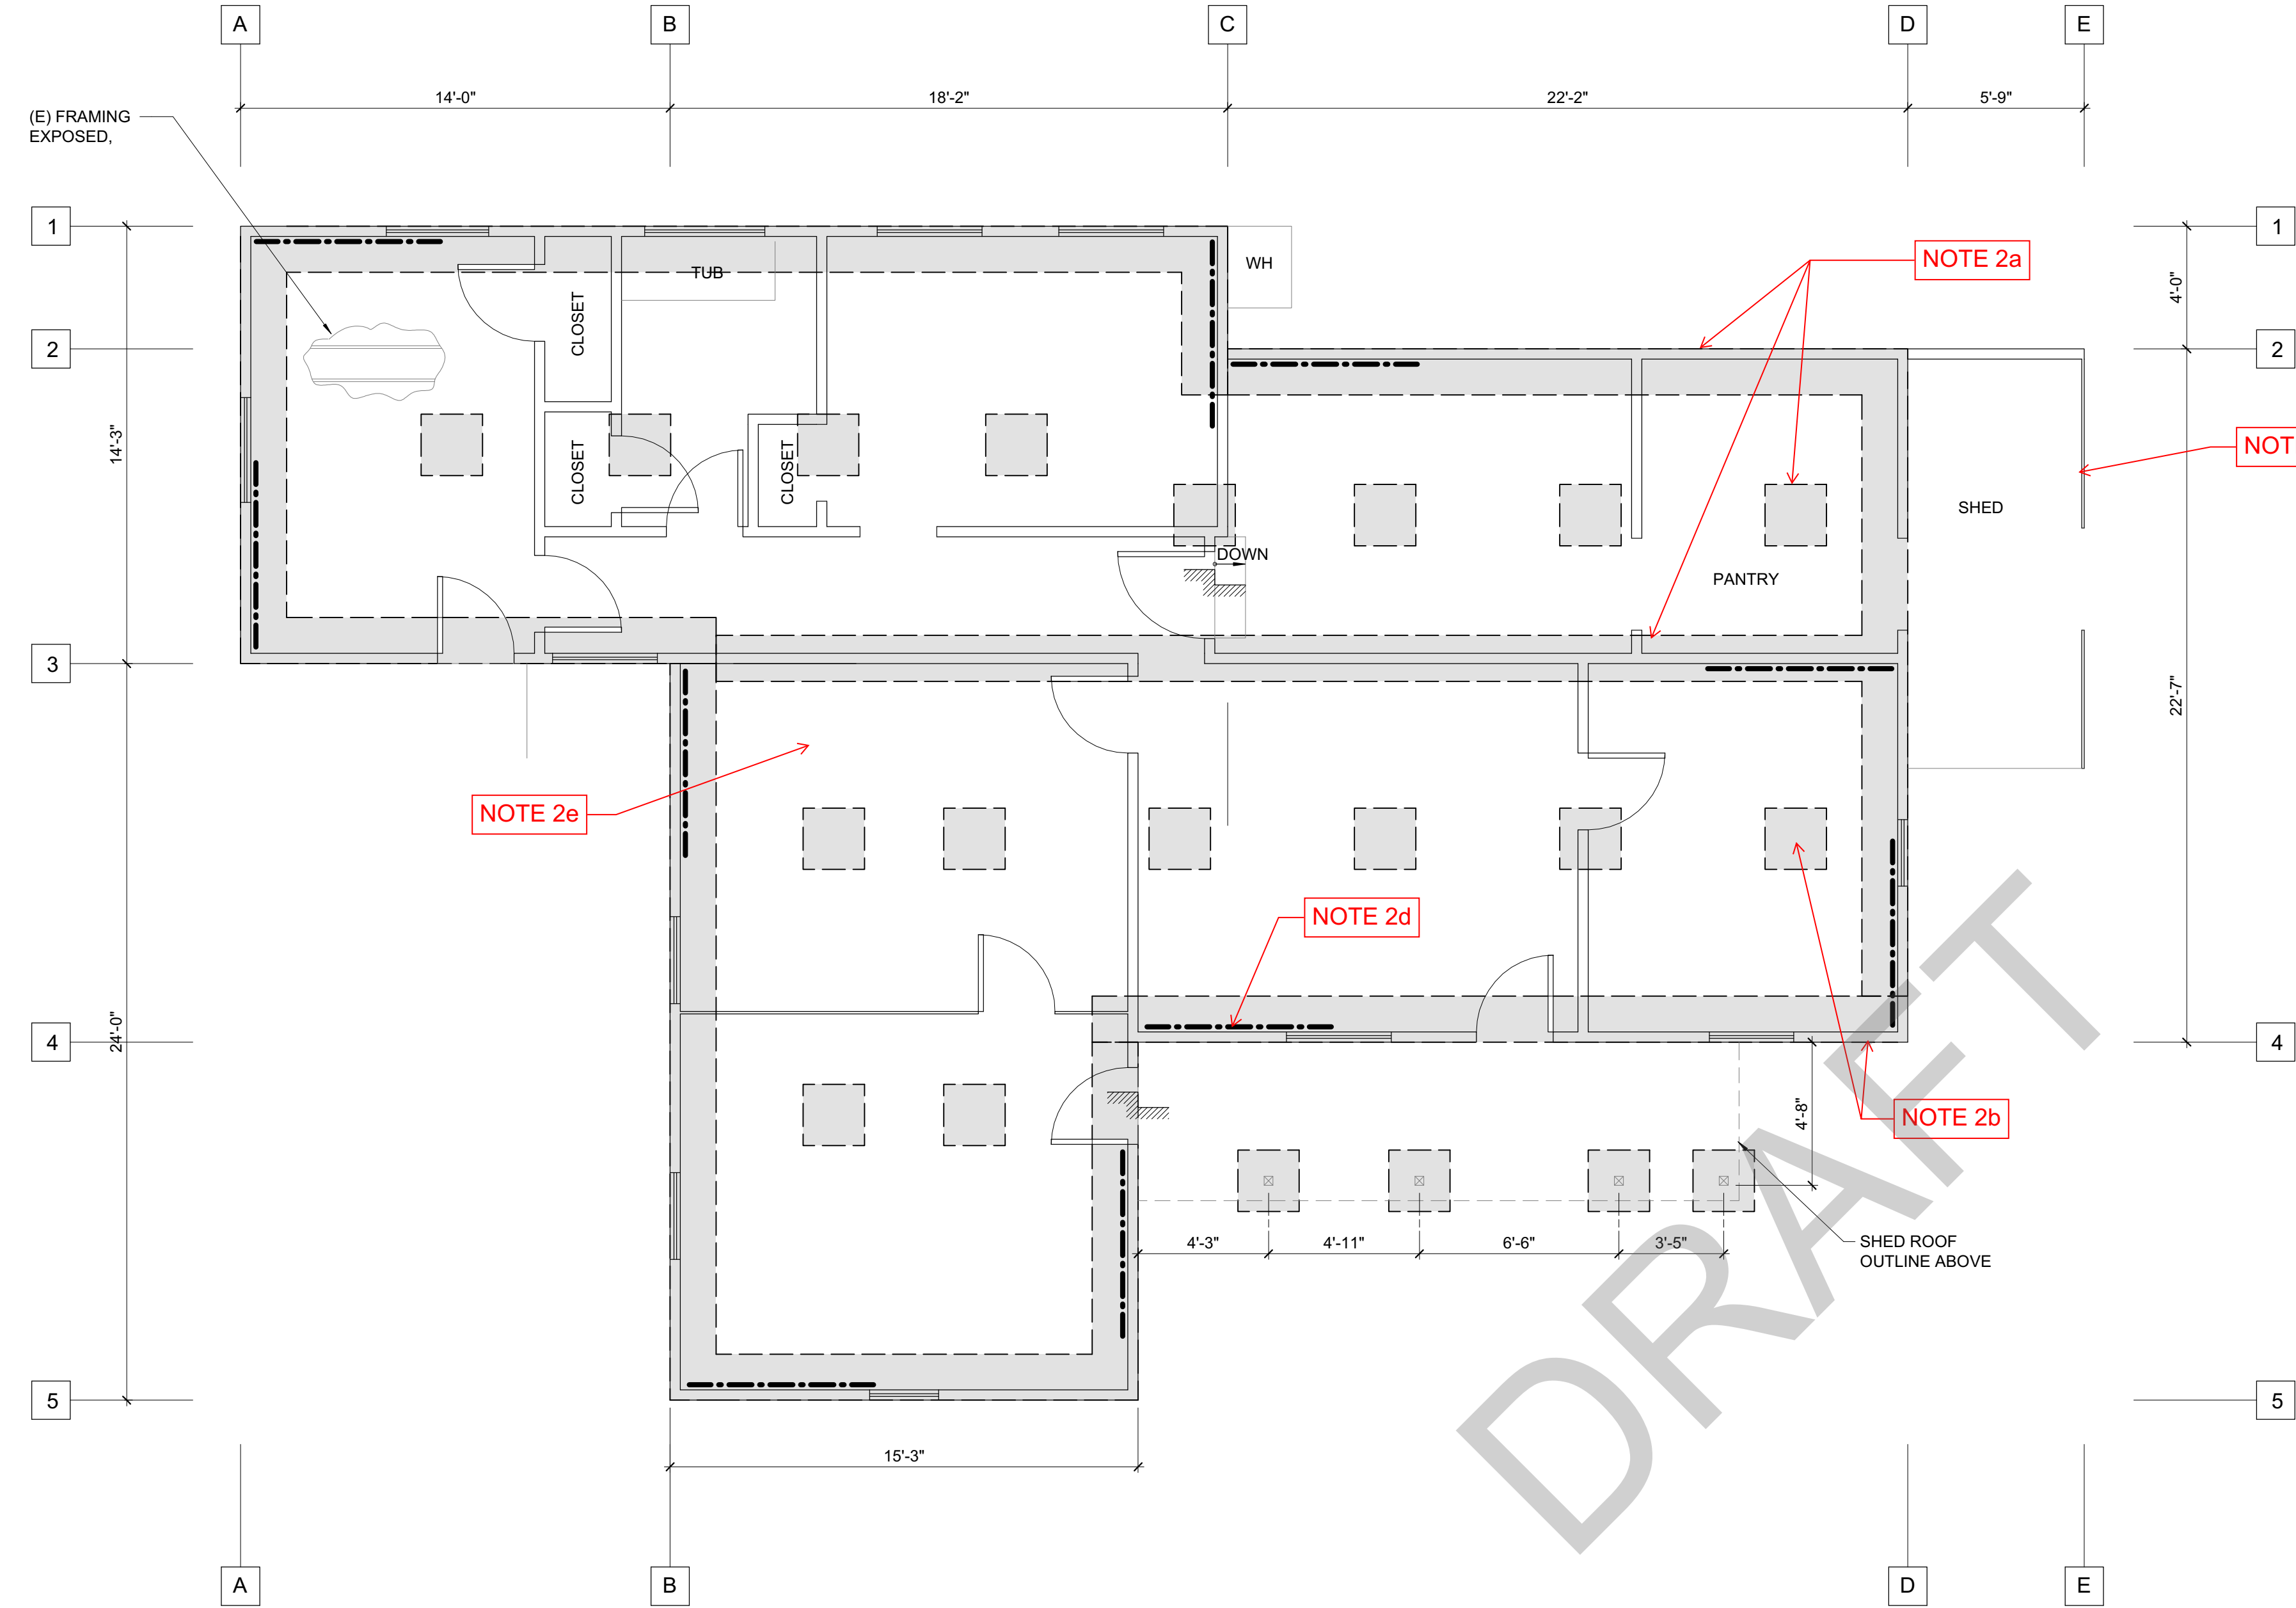 A
B
C
D
E
14'-0"
18'-2"
22'-2"
5'-9"
(E) FRAMING
EXPOSED,
1
1
WH
NOTE 2a
TUB
4'-0"
CLOSET
2
2
14'-3"
CLOSET
CLOSET
NOT
SHED
DOWN
PANTRY
3
3
22'-7"
NOTE 2e
NOTE 2d
24'-0"
4
4
4'-8"
NOTE 2b
4'-3"
4'-11"
6'-6"
3'-5"
SHED ROOF
OUTLINE ABOVE
DRAFT
5
5
15'-3"
A
B
D
E